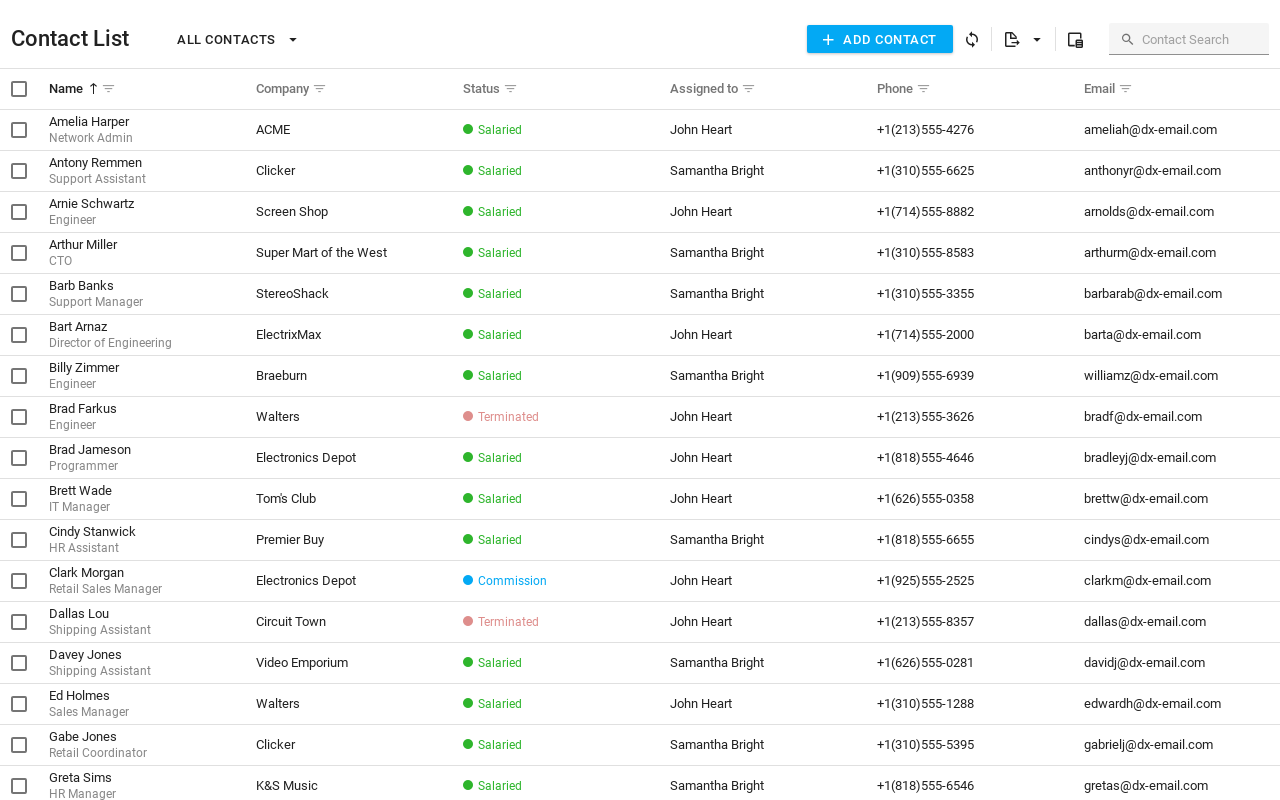 Contact List ALL CONTACTS ADD CONTACT Contact Search
Name Company Status Assigned to Phone Email
Amelia Harper
Network Admin ACME Salaried John Heart +1(213)555-4276 ameliah@dx-email.com
Antony Remmen
Support Assistant Clicker Salaried Samantha Bright +1(310)555-6625 anthonyr@dx-email.com
Arnie Schwartz
Engineer Screen Shop Salaried John Heart +1(714)555-8882 arnolds@dx-email.com
Arthur Miller
CTO Super Mart of the West Salaried Samantha Bright +1(310)555-8583 arthurm@dx-email.com
Barb Banks
Support Manager StereoShack Salaried Samantha Bright +1(310)555-3355 barbarab@dx-email.com
Bart Arnaz
Director of Engineering ElectrixMax Salaried John Heart +1(714)555-2000 barta@dx-email.com
Billy Zimmer
Engineer Braeburn Salaried Samantha Bright +1(909)555-6939 williamz@dx-email.com
Brad Farkus
Engineer Walters Terminated John Heart +1(213)555-3626 bradf@dx-email.com
Brad Jameson
Programmer Electronics Depot Salaried John Heart +1(818)555-4646 bradleyj@dx-email.com
Brett Wade
IT Manager Tom's Club Salaried John Heart +1(626)555-0358 brettw@dx-email.com
Cindy Stanwick
HR Assistant Premier Buy Salaried Samantha Bright +1(818)555-6655 cindys@dx-email.com
Clark Morgan
Retail Sales Manager Electronics Depot Commission John Heart +1(925)555-2525 clarkm@dx-email.com
Dallas Lou
Shipping Assistant Circuit Town Terminated John Heart +1(213)555-8357 dallas@dx-email.com
Davey Jones
Shipping Assistant Video Emporium Salaried Samantha Bright +1(626)555-0281 davidj@dx-email.com
Ed Holmes
Sales Manager Walters Salaried John Heart +1(310)555-1288 edwardh@dx-email.com
Gabe Jones
Retail Coordinator Clicker Salaried Samantha Bright +1(310)555-5395 gabrielj@dx-email.com
Greta Sims
HR Manager K&S Music Salaried Samantha Bright +1(818)555-6546 gretas@dx-email.com